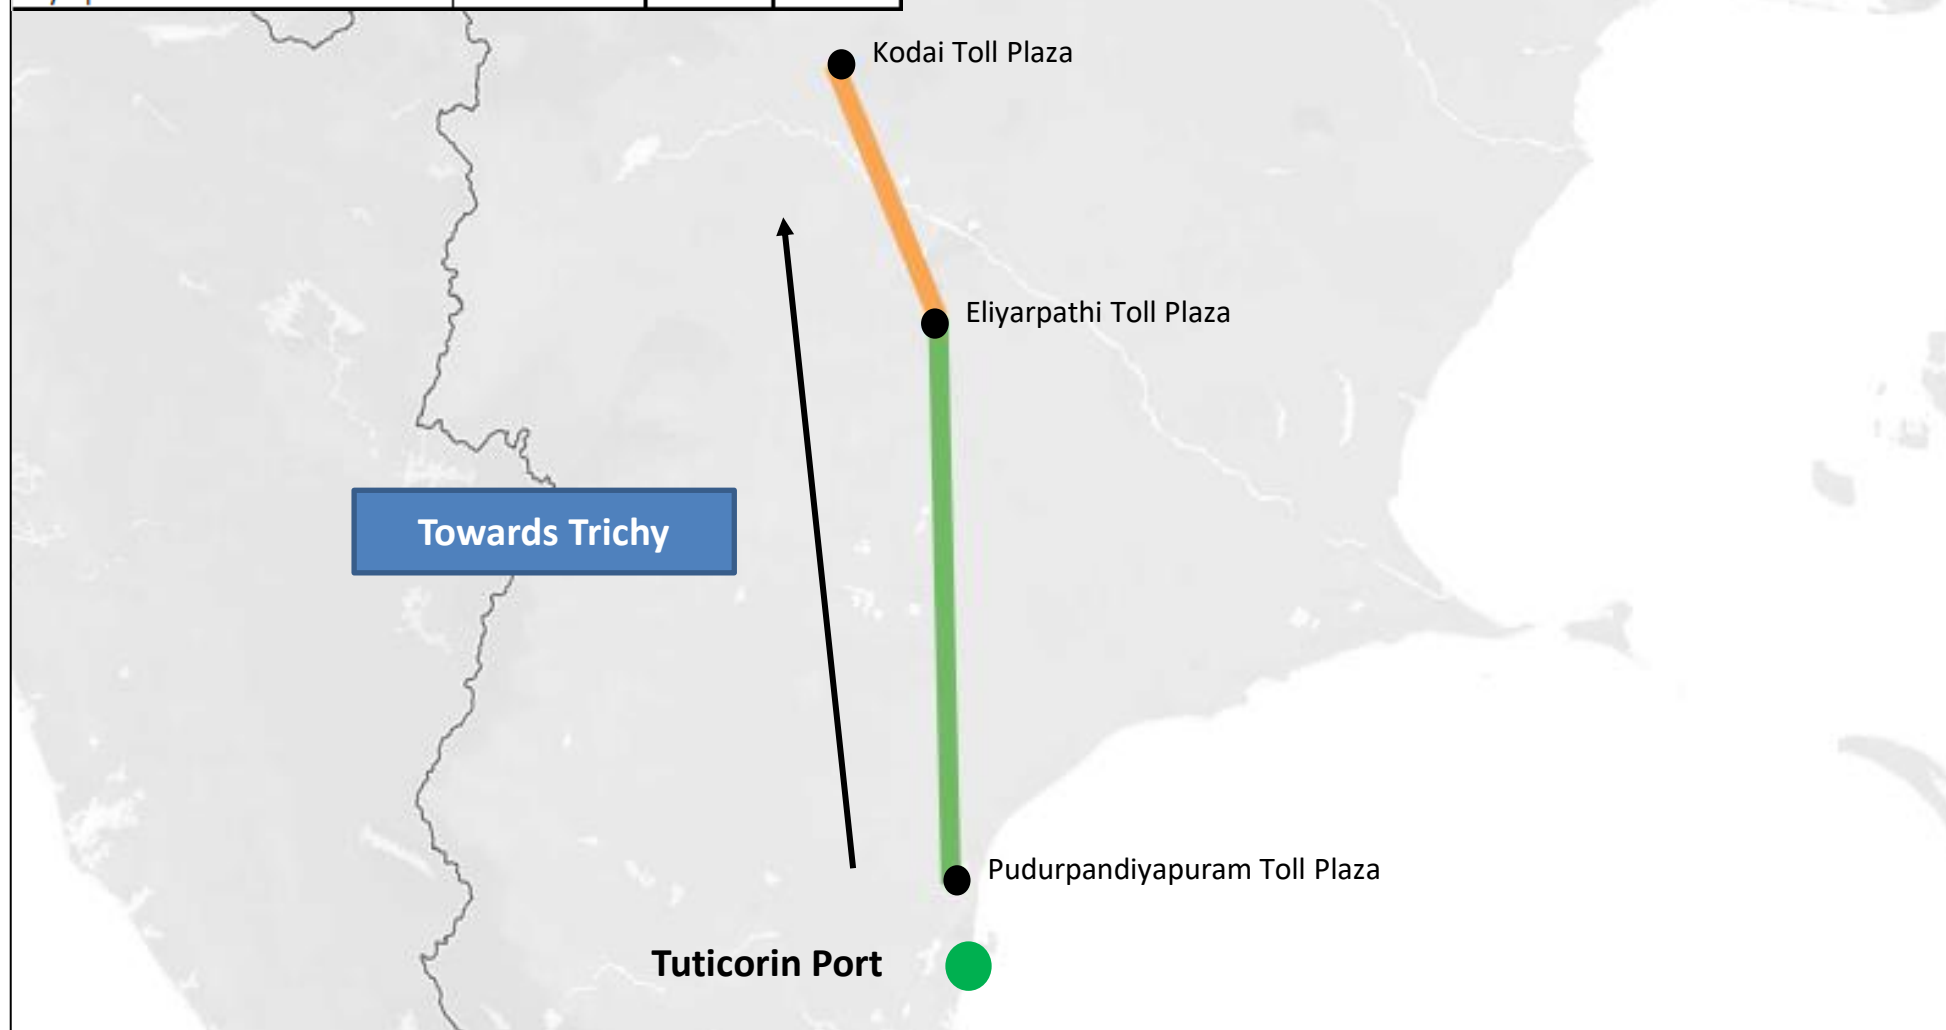 Kodai Toll Plaza
Eliyarpathi Toll Plaza
Towards Trichy
Pudurpandiyapuram Toll Plaza
Tuticorin Port